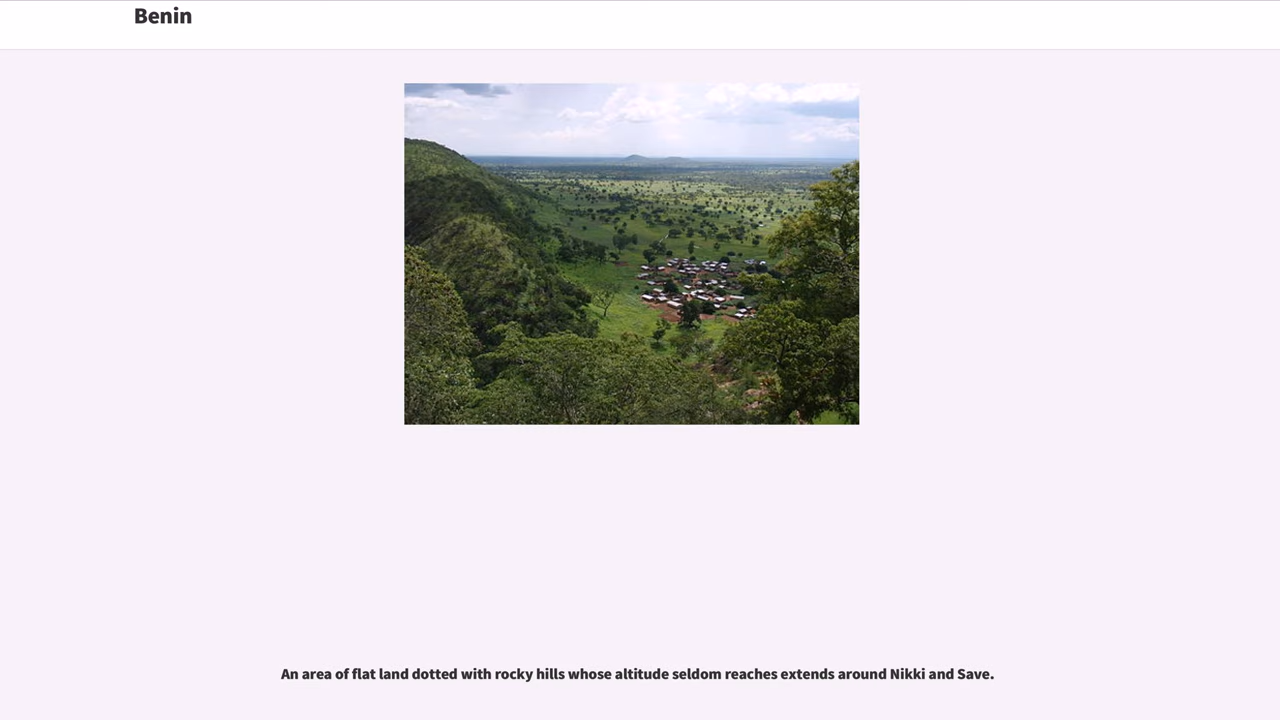 Benin
An area of flat land dotted with rocky hills whose altitude seldom reaches extends around Nikki and Save.